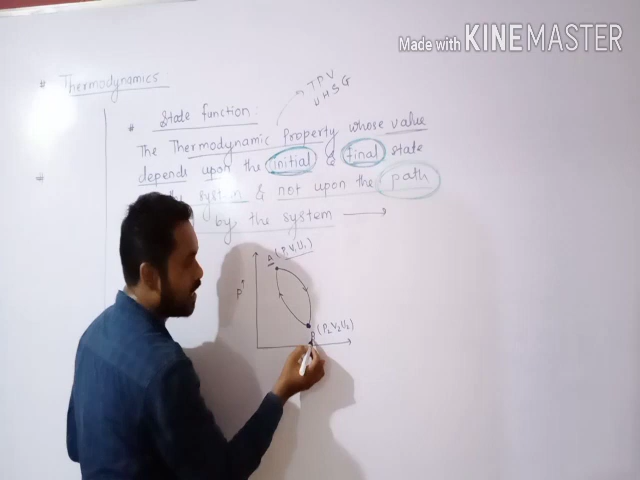 Made with KINEMASTER
# Thermodynamics
# State function:
T P V
U H S G
* The Thermodynamic Property whose value
depends upon the initial & final state
system & not upon the path
by the system
#
A (P₁V₁U₁)
P
B (P₂V₂U₂)